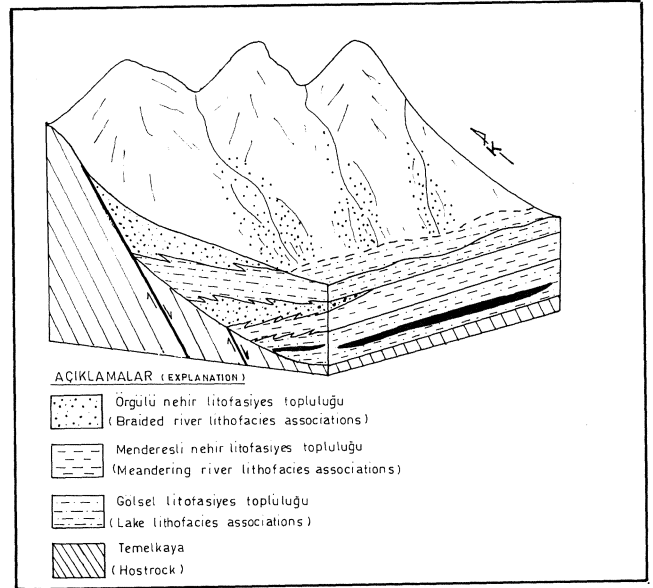 K
AÇIKLAMALAR (EXPLANATION)
Örgülü nehir litofasiyes topluluğu
(Braided river lithofacies associations)
Menderesli nehir litofasiyes topluluğu
(Meandering river lithofacies associations)
Gölsel litofasiyes topluluğu
(Lake lithofacies associations)
Temelkaya
(Hostrock)